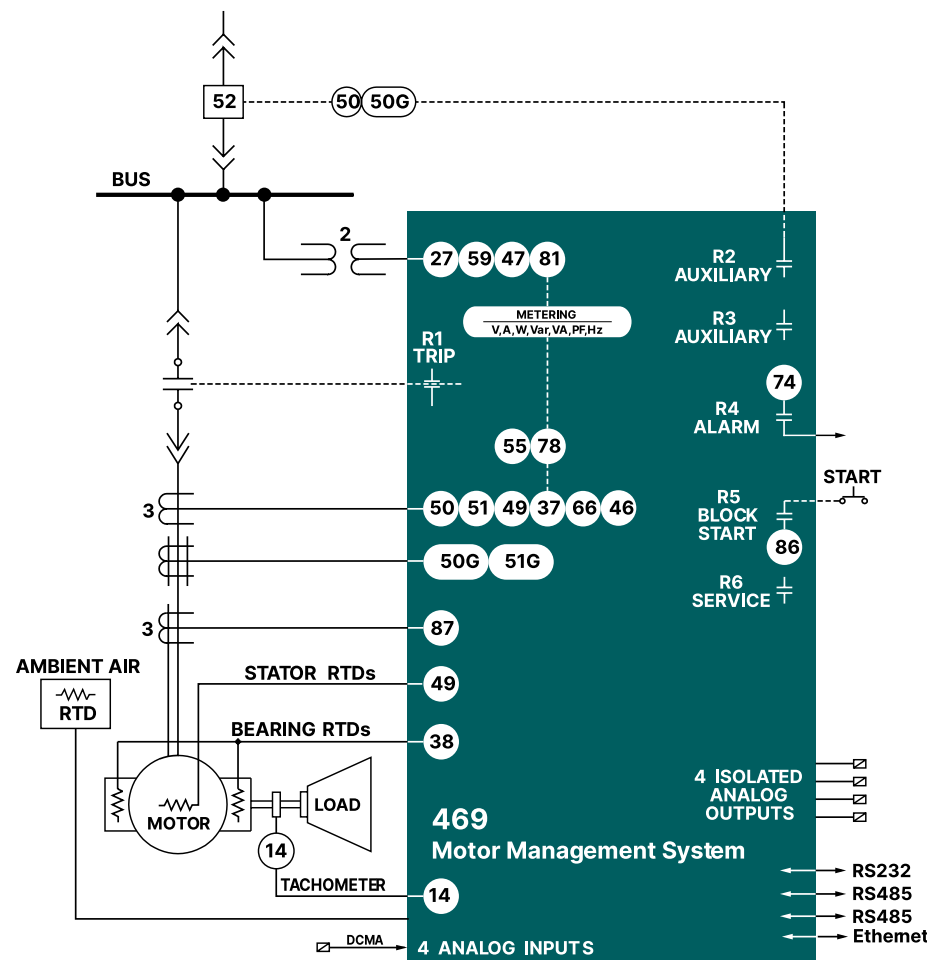 52
50
50G
BUS
2
27
59
47
81
R2
AUXILIARY
METERING
V,A,W,Var,VA,PF,Hz
R3
AUXILIARY
R1
TRIP
74
R4
ALARM
55
78
START
3
50
51
49
37
66
46
R5
BLOCK
START
86
50G
51G
R6
SERVICE
3
87
AMBIENT AIR
RTD
STATOR RTDs
49
BEARING RTDs
38
MOTOR
LOAD
4 ISOLATED
ANALOG
OUTPUTS
469
Motor Management System
14
TACHOMETER
14
RS232
RS485
RS485
Ethernet
DCMA
4 ANALOG INPUTS